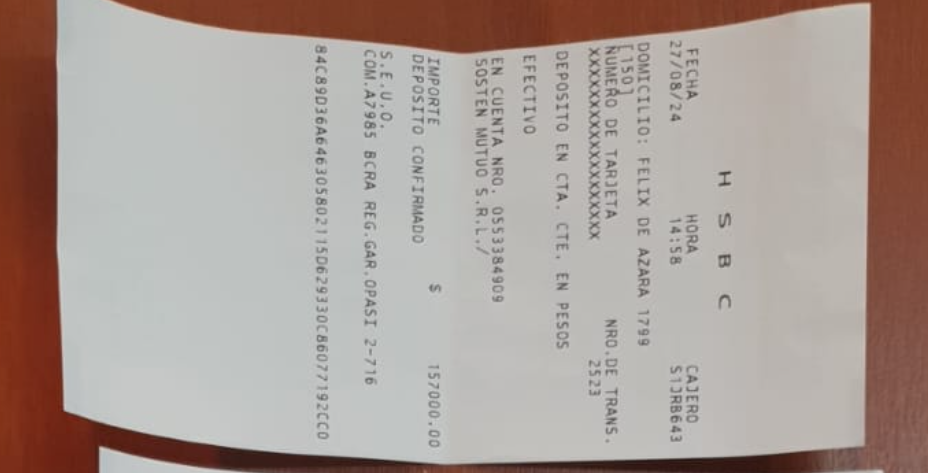 H S B C
FECHA HORA CAJERO
27/08/24 14:58 S1JRB643
DOMICILIO: FELIX DE AZARA 1799
[150]
NUMERO DE TARJETA NRO.DE TRANS.
XXXXXXXXXXXXXXXXXXX 2523
DEPOSITO EN CTA. CTE. EN PESOS
EFECTIVO
EN CUENTA NRO. 0553384909
SOSTEN MUTUO S.R.L./
IMPORTE $ 157000.00
DEPOSITO CONFIRMADO
S.E.U.O.
COM.A7985 BCRA REG.GAR.OPASI 2-716
84C89D36A646305802115D629330C86077192CC0